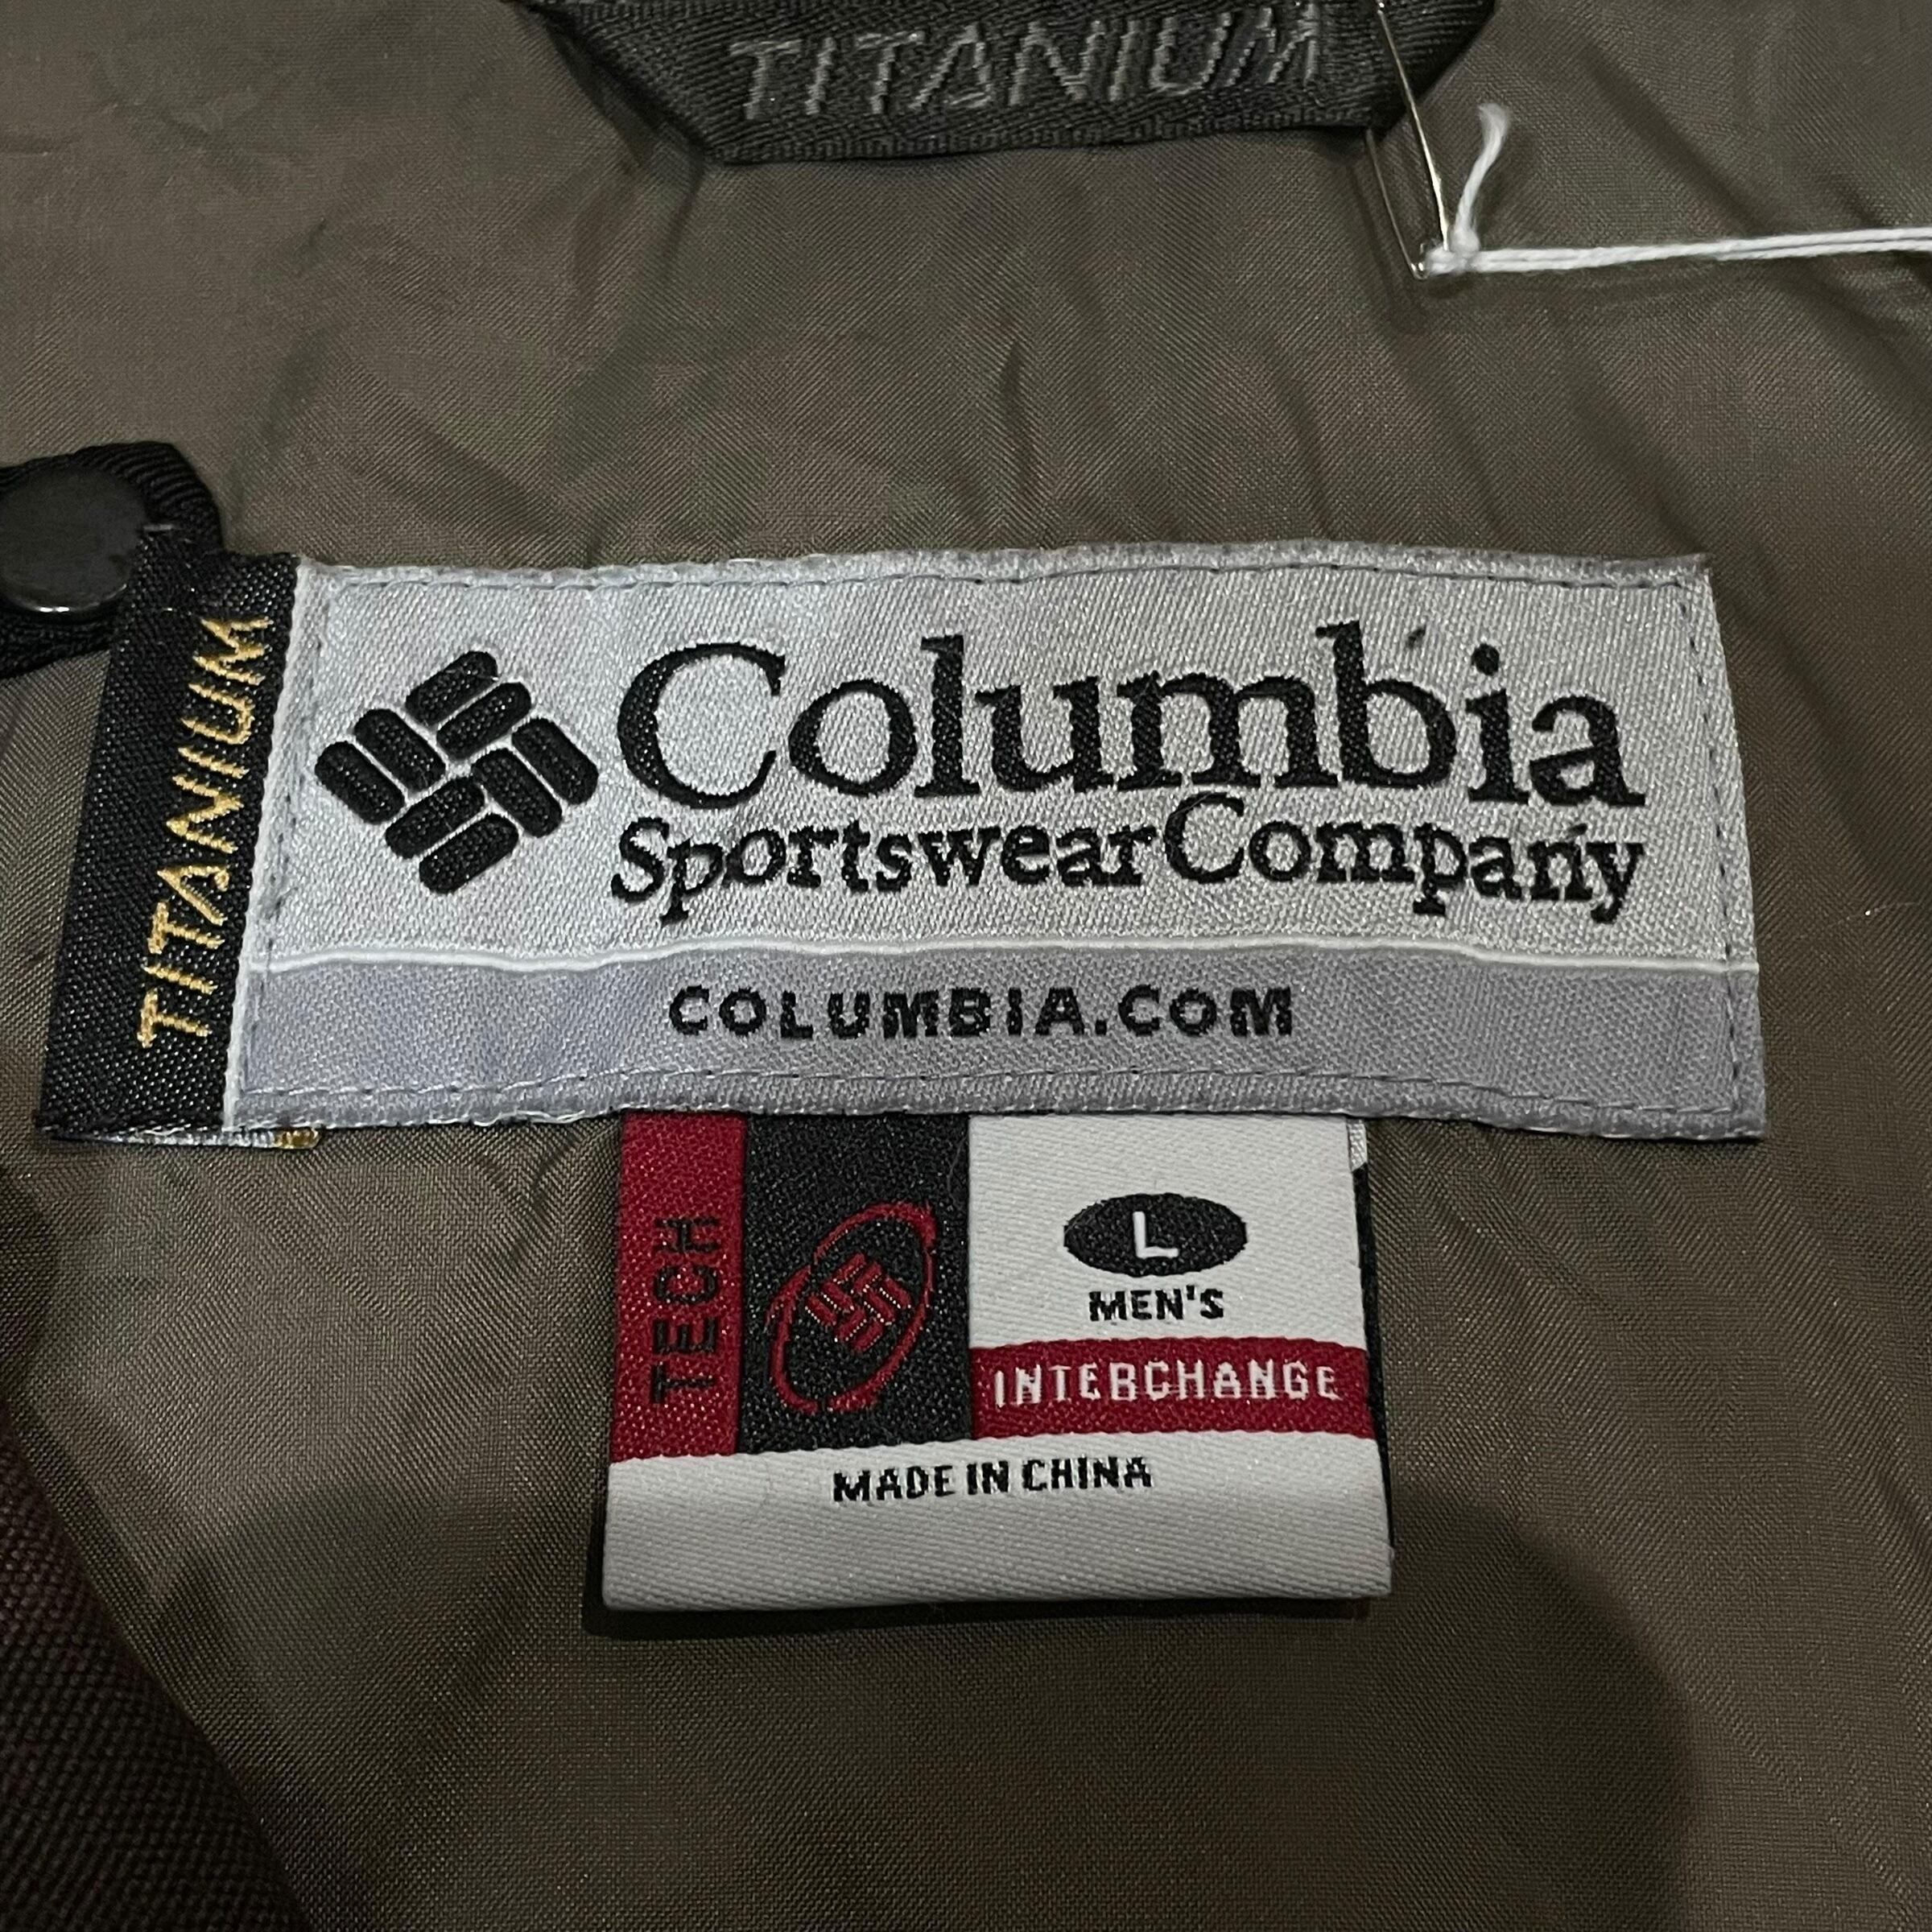 TITANIUM
TITANIUM
Columbia
Sportswear Company
COLUMBIA.COM
TECH
L
MEN'S
INTERCHANGE
MADE IN CHINA